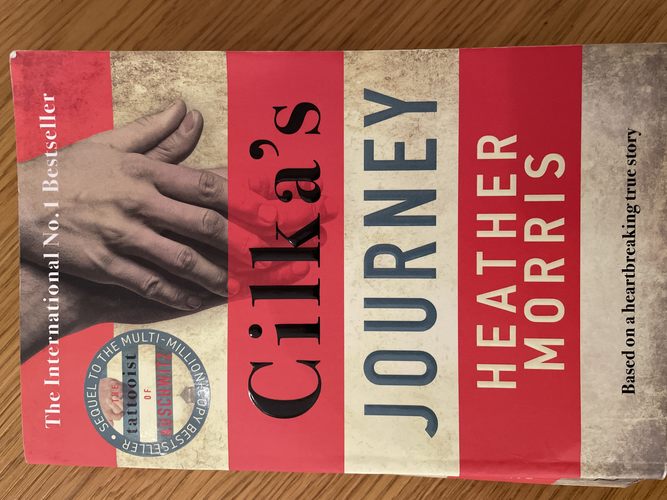 The International No.1 Bestseller
SEQUEL TO THE MULTI-MILLION COPY BESTSELLER
THE
tattooist
OF
AUSCHWITZ
Cilka's
JOURNEY
HEATHER
MORRIS
Based on a heartbreaking true story